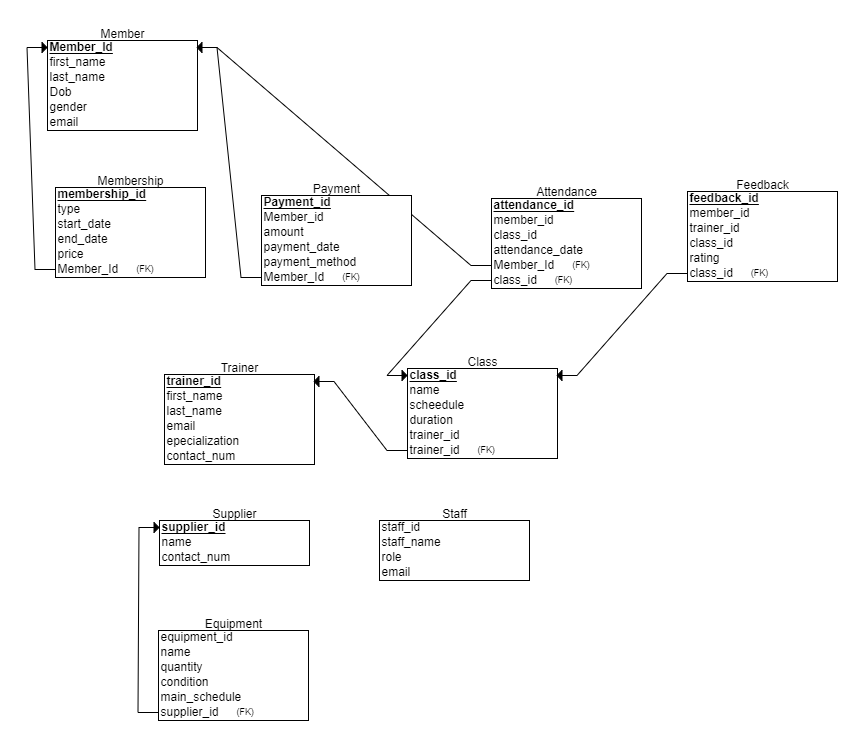 Member
Member_Id
first_name
last_name
Dob
gender
email
Membership
membership_id
type
start_date
end_date
price
Member_Id (FK)
Payment
Payment_id
Member_id
amount
payment_date
payment_method
Member_Id (FK)
Attendance
attendance_id
member_id
class_id
attendance_date
Member_Id (FK)
class_id (FK)
Feedback
feedback_id
member_id
trainer_id
class_id
rating
class_id (FK)
Trainer
trainer_id
first_name
last_name
email
epecialization
contact_num
Class
class_id
name
scheedule
duration
trainer_id
trainer_id (FK)
Supplier
supplier_id
name
contact_num
Staff
staff_id
staff_name
role
email
Equipment
equipment_id
name
quantity
condition
main_schedule
supplier_id (FK)